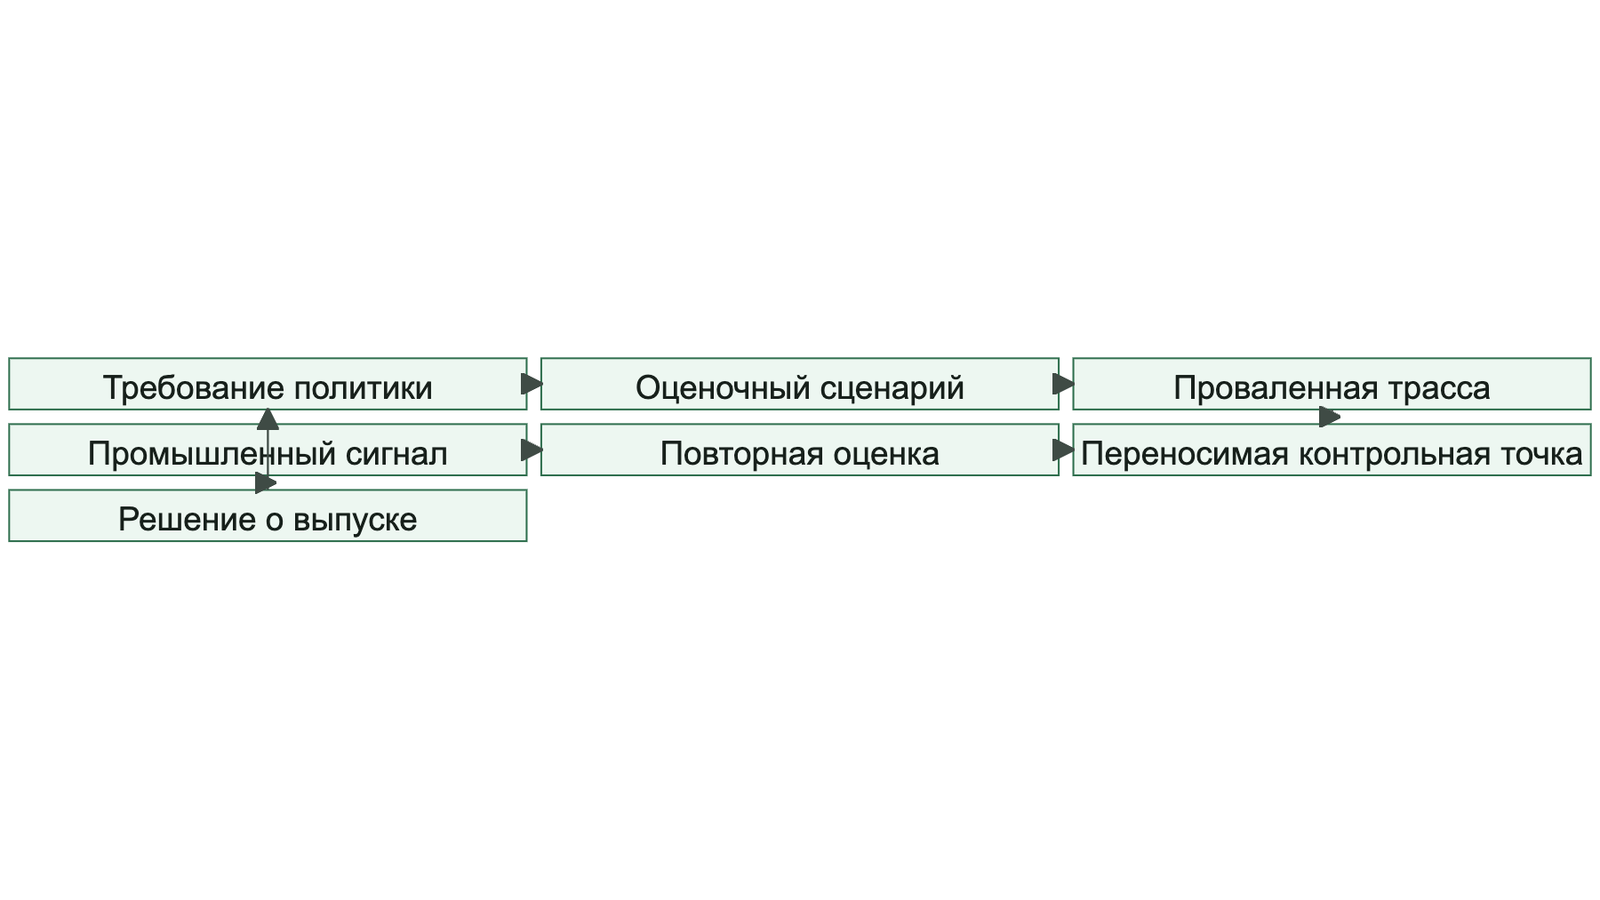 Требование политики
Оценочный сценарий
Проваленная трасса
Промышленный сигнал
Повторная оценка
Переносимая контрольная точка
Решение о выпуске